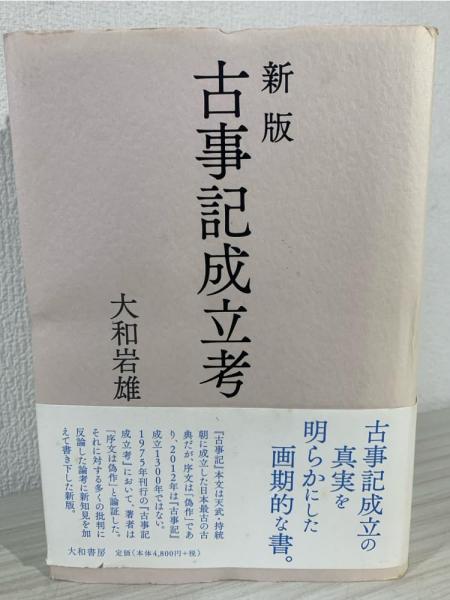 新版
古事記成立考
大和岩雄
古事記成立の
真実を
明らかにした
画期的な書。
『古事記』本文は天武・持統
朝に成立した日本最古の古
典だが、序文は「偽作」であ
り、2012年は『古事記』
成立1300年ではない。
1975年刊行の『古事記
成立考』において、著者は
「序文は偽作」と論証した。
それに対する多くの批判に
反論した論考に新知見を加
えて書き下した新版。
大和書房 定価(本体4,800円+税)